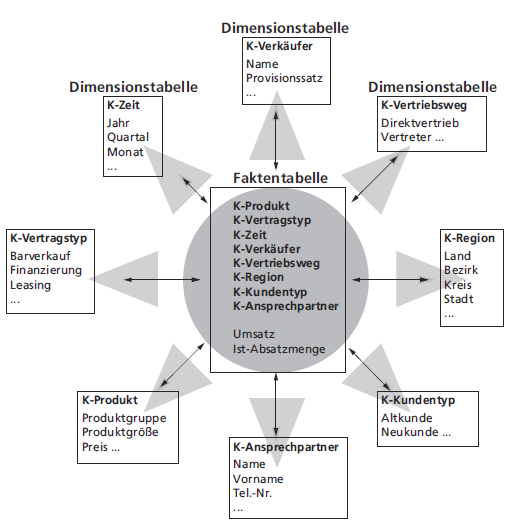 Dimensionstabelle
K-Verkäufer
Name
Provisionssatz
...
Dimensionstabelle
K-Zeit
Jahr
Quartal
Monat
...
Dimensionstabelle
K-Vertriebsweg
Direktvertrieb
Vertreter ...
Faktentabelle
K-Produkt
K-Vertragstyp
K-Zeit
K-Verkäufer
K-Vertriebsweg
K-Region
K-Kundentyp
K-Ansprechpartner
Umsatz
Ist-Absatzmenge
K-Vertragstyp
Barverkauf
Finanzierung
Leasing
...
K-Region
Land
Bezirk
Kreis
Stadt
...
K-Produkt
Produktgruppe
Produktgröße
Preis ...
K-Kundentyp
Altkunde
Neukunde ...
K-Ansprechpartner
Name
Vorname
Tel.-Nr.
...